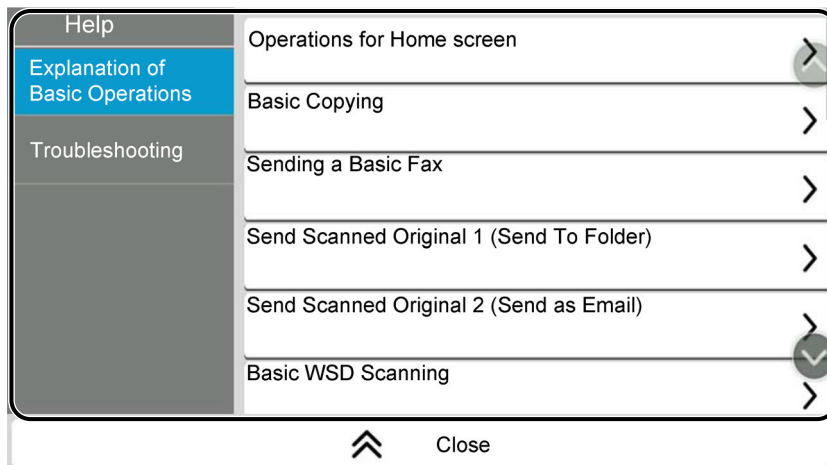 Help
Explanation of
Basic Operations
Troubleshooting
Operations for Home screen
Basic Copying
Sending a Basic Fax
Send Scanned Original 1 (Send To Folder)
Send Scanned Original 2 (Send as Email)
Basic WSD Scanning
Close